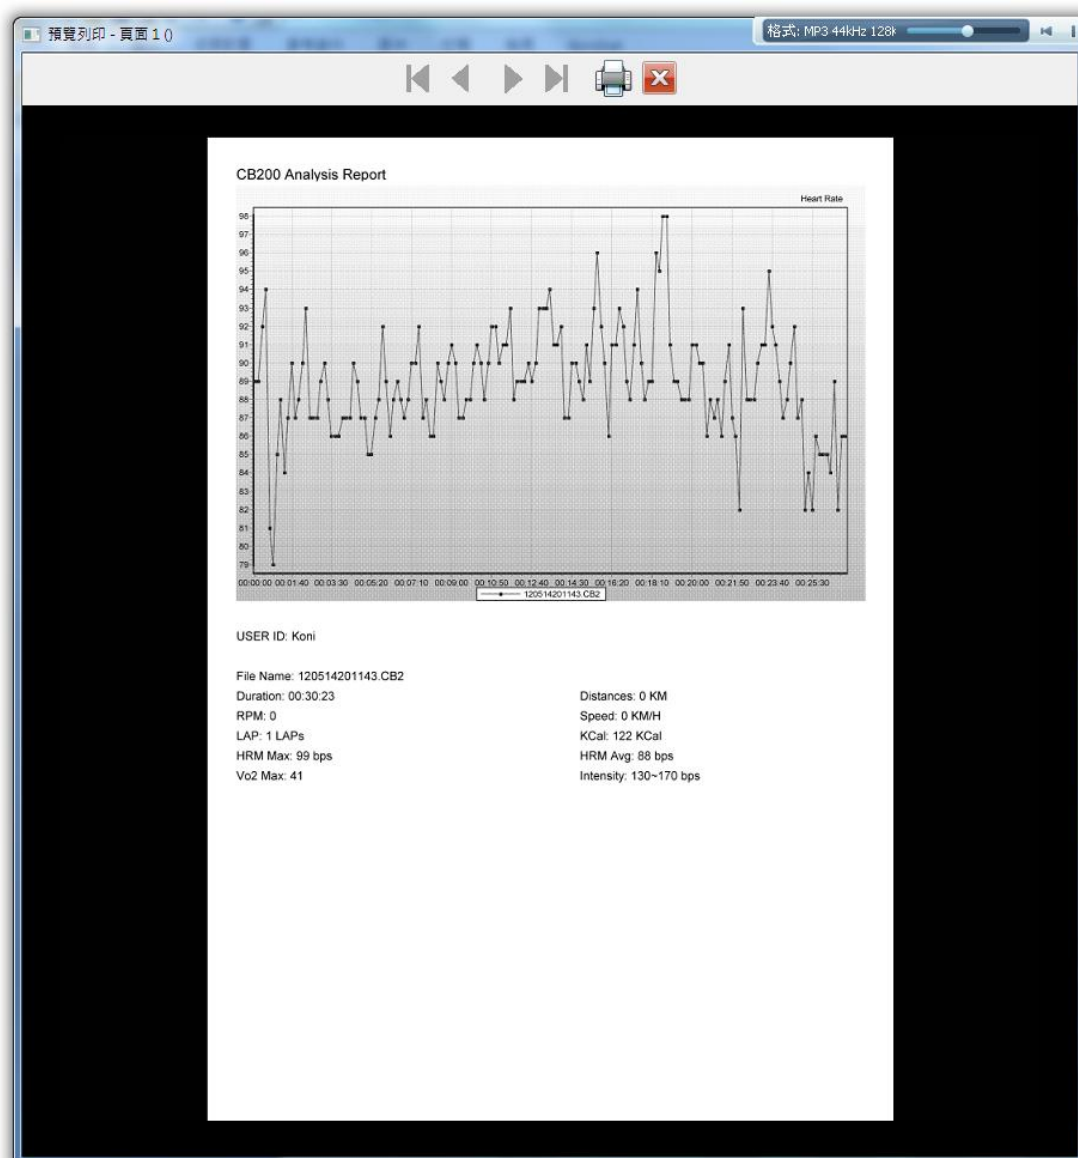 預覽列印 - 頁面 1 ()
格式: MP3 44kHz 128k
CB200 Analysis Report
Heart Rate
98
97
96
95
94
93
92
91
90
89
88
87
86
85
84
83
82
81
80
79
00:00:00 00:01:40 00:03:30 00:05:20 00:07:10 00:09:00 00:10:50 00:12:40 00:14:30 00:16:20 00:18:10 00:20:00 00:21:50 00:23:40 00:25:30
120514201143.CB2
USER ID: Koni
File Name: 120514201143.CB2
Duration: 00:30:23 Distances: 0 KM
RPM: 0 Speed: 0 KM/H
LAP: 1 LAPs KCal: 122 KCal
HRM Max: 99 bps HRM Avg: 88 bps
Vo2 Max: 41 Intensity: 130~170 bps